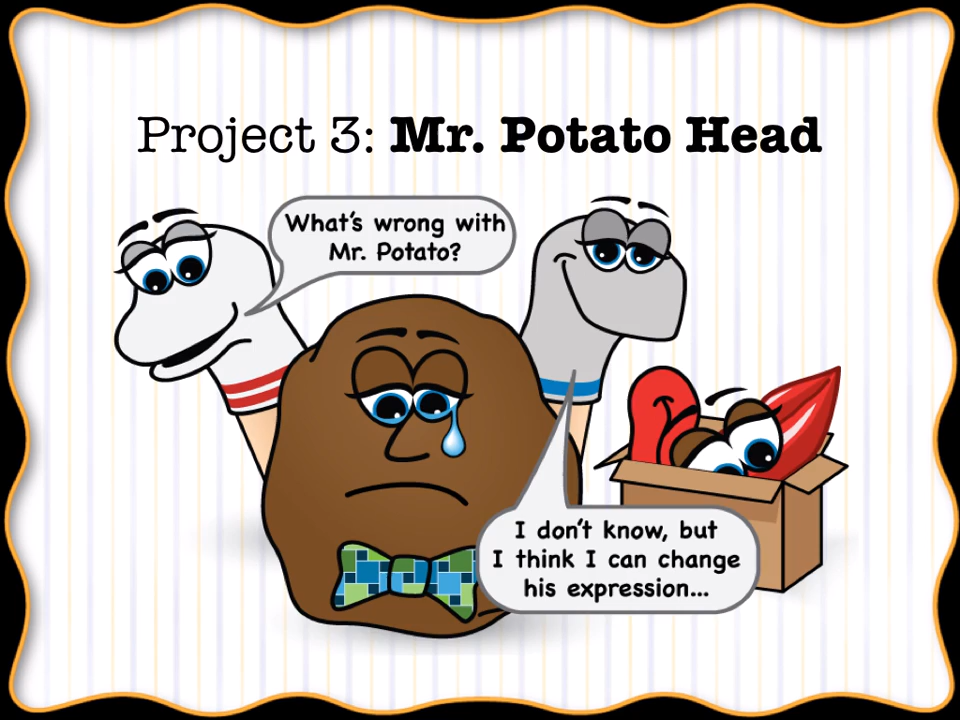 Project 3: Mr. Potato Head
What's wrong with
Mr. Potato?
I don't know, but
I think I can change
his expression...